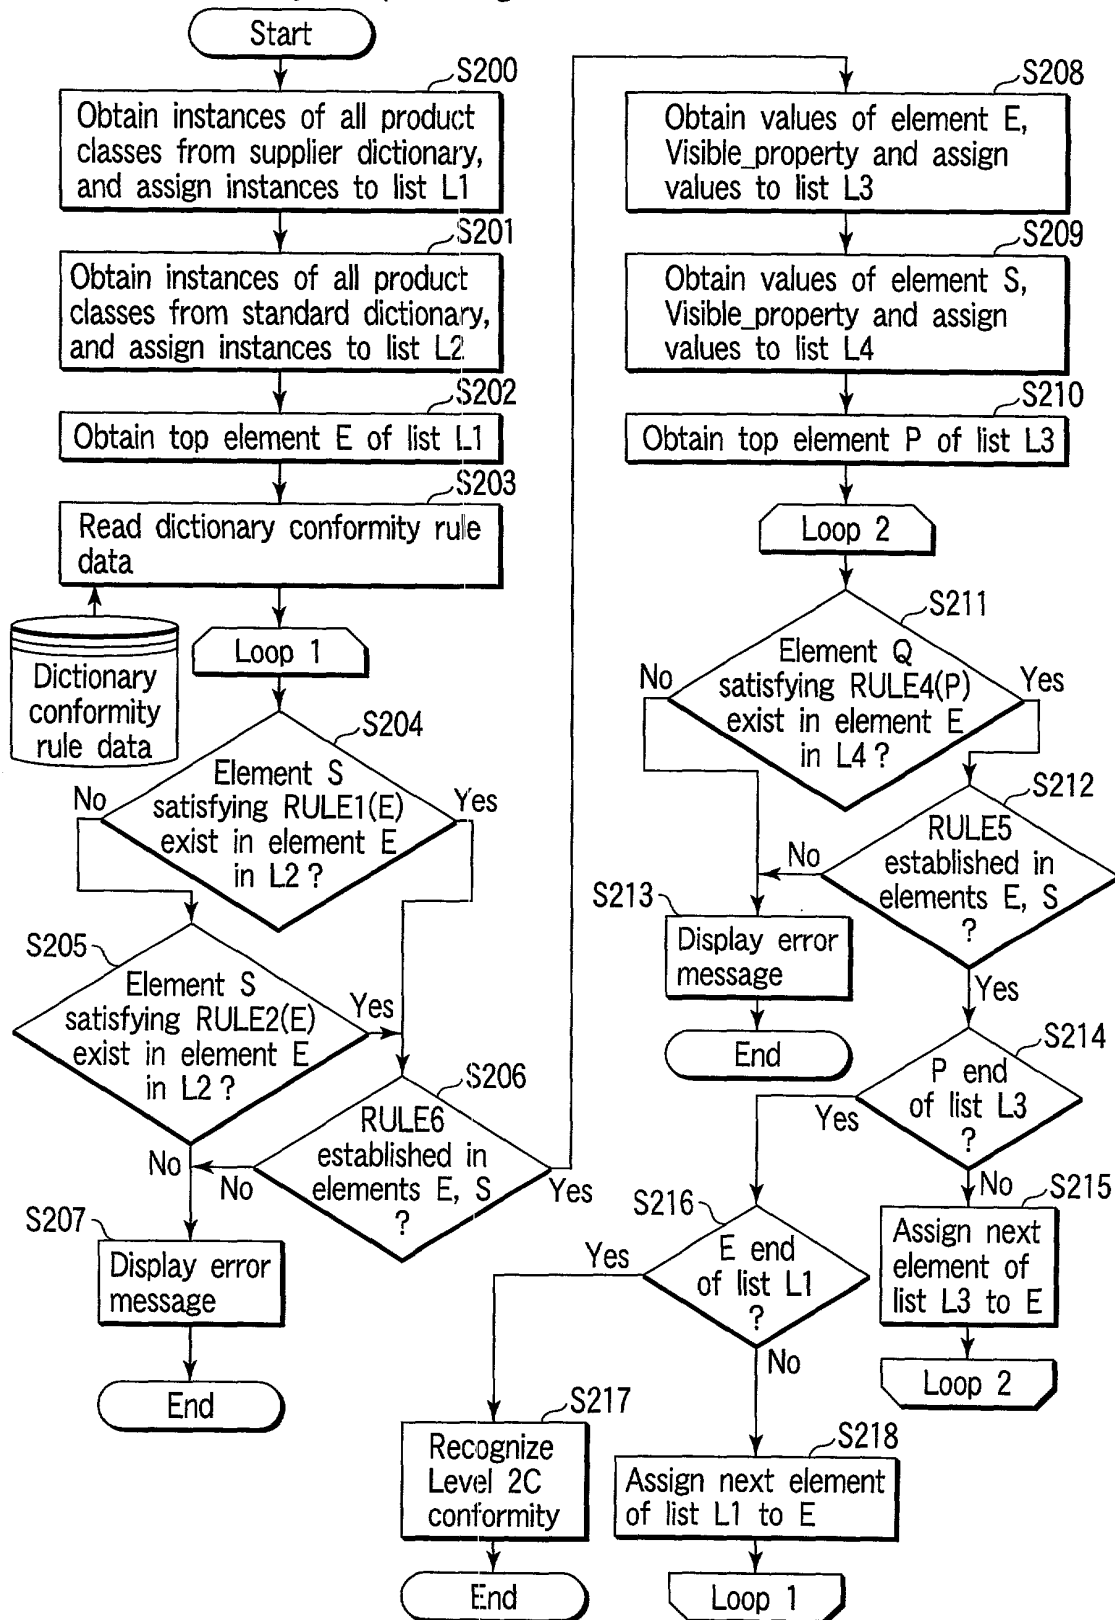 Start
S200
Obtain instances of all product
classes from supplier dictionary,
and assign instances to list L1
S201
Obtain instances of all product
classes from standard dictionary,
and assign instances to list L2
S202
Obtain top element E of list L1
S203
Read dictionary conformity rule
data
Dictionary
conformity
rule data
Loop 1
S204
Element S
satisfying RULE1(E)
exist in element E
in L2?
No
Yes
S205
Element S
satisfying RULE2(E)
exist in element E
in L2?
Yes
No
S206
RULE6
established in
elements E, S
?
No
Yes
S207
Display error
message
End
S208
Obtain values of element E,
Visible_property and assign
values to list L3
S209
Obtain values of element S,
Visible_property and assign
values to list L4
S210
Obtain top element P of list L3
Loop 2
S211
Element Q
satisfying RULE4(P)
exist in element E
in L4?
No
Yes
S212
RULE5
established in
elements E, S
?
No
Yes
S213
Display error
message
End
S214
P end
of list L3
?
Yes
No
S215
Assign next
element of
list L3 to E
Loop 2
S216
E end
of list L1
?
Yes
No
S217
Recognize
Level 2C
conformity
End
S218
Assign next element
of list L1 to E
Loop 1